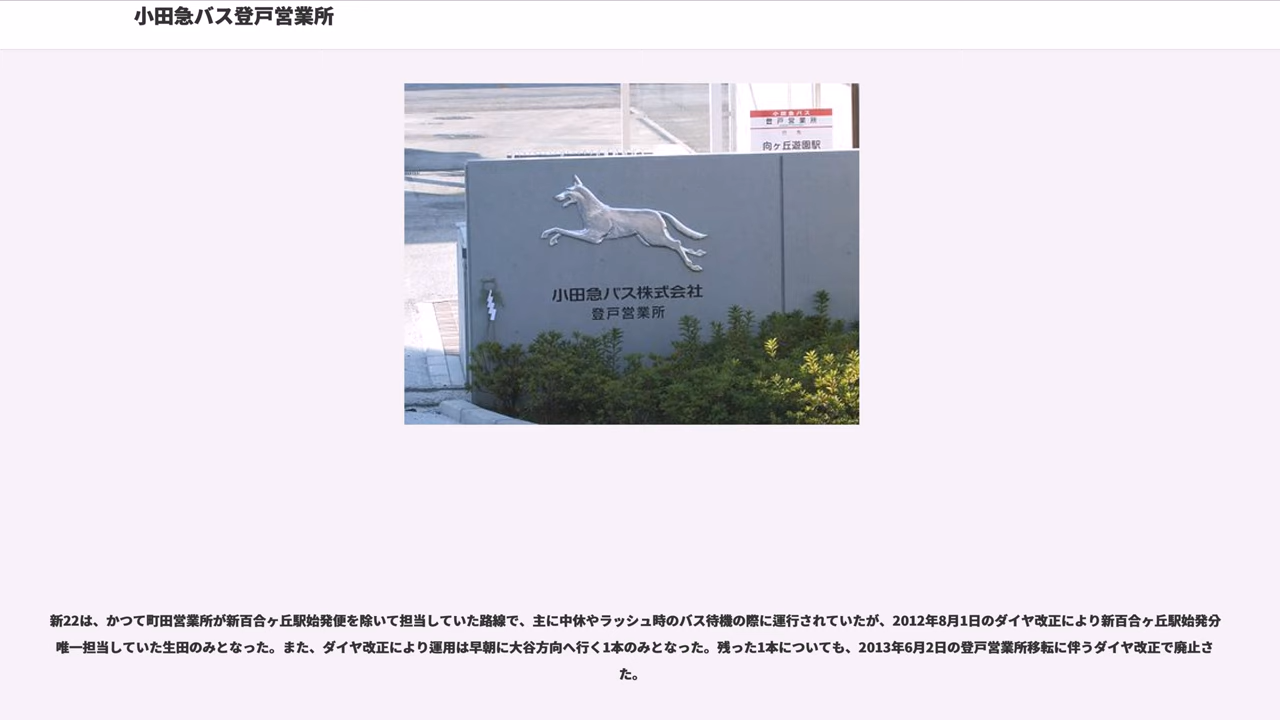 小田急バス登戸営業所
小田急バス
登戸営業所
行先
向ヶ丘遊園駅
小田急バス株式会社
登戸営業所
新22は、かつて町田営業所が新百合ヶ丘駅始発便を除いて担当していた路線で、主に中休やラッシュ時のバス待機の際に運行されていたが、2012年8月1日のダイヤ改正により新百合ヶ丘駅始発分
唯一担当していた生田のみとなった。また、ダイヤ改正により運用は早朝に大谷方向へ行く1本のみとなった。残った1本についても、2013年6月2日の登戸営業所移転に伴うダイヤ改正で廃止さ
た。